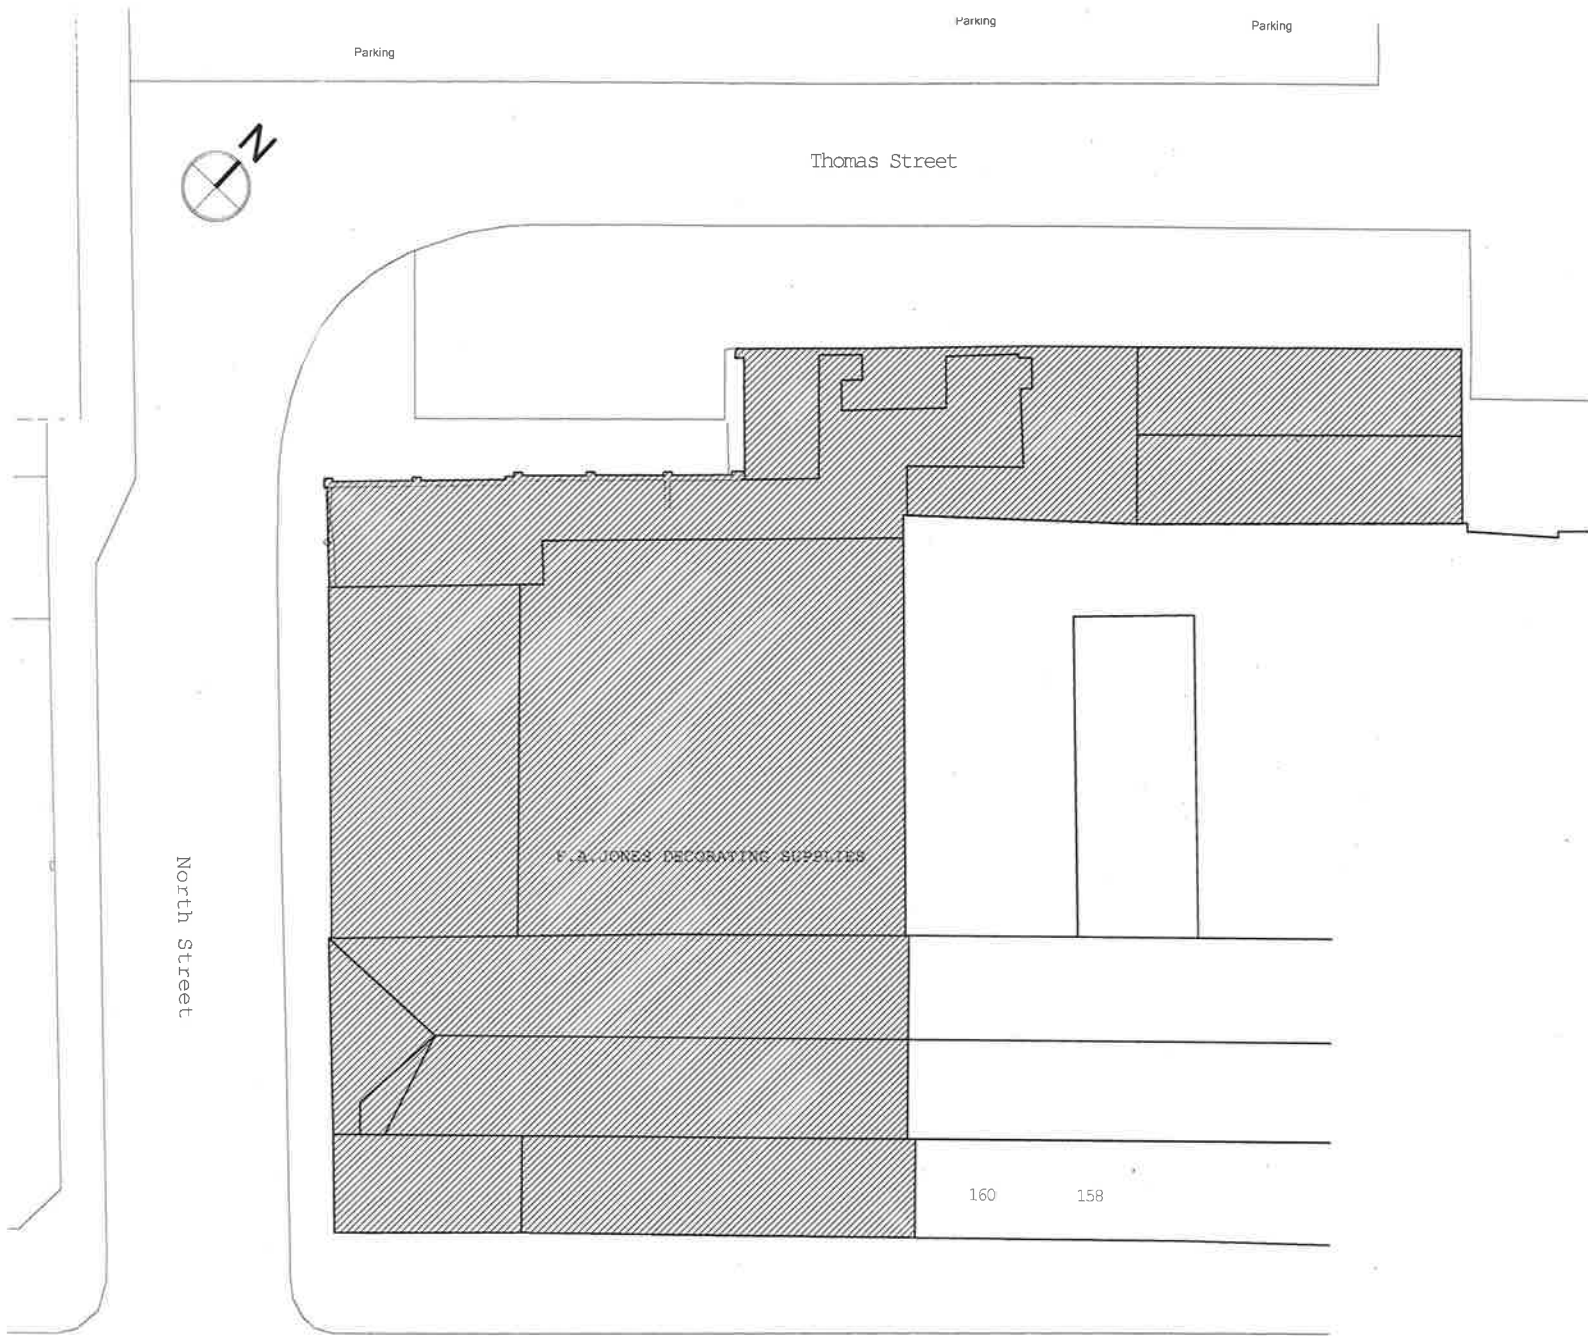 Parking
Parking
Parking
N
Thomas Street
North Street
F.A.JONES DECORATING SUPPLIES
160
158